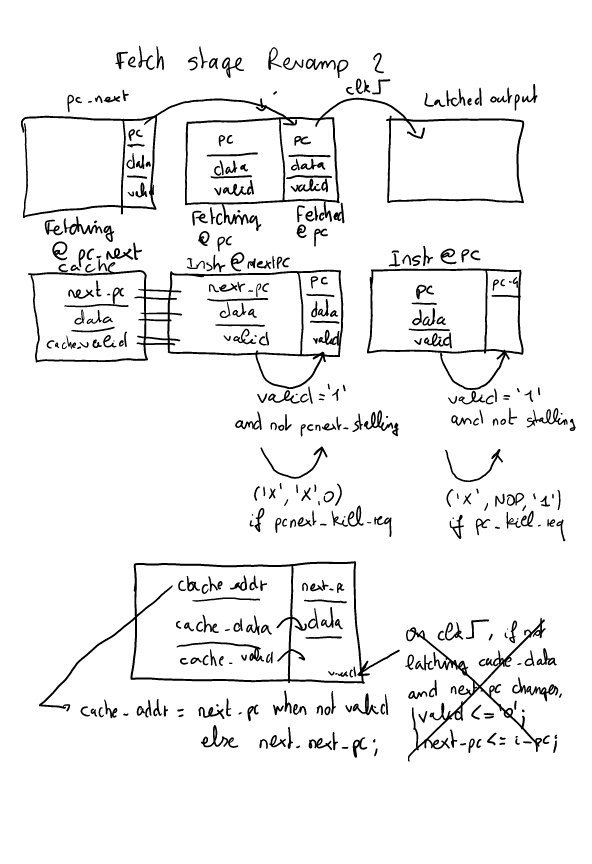 Fetch stage Revamp 2
pc_next
clk
Latched output
pc
data
valid
pc
data
valid
pc
data
valid
Fetching
@ pc_next
Fetching
@ pc
Fetched
@ pc
cache
next_pc
data
cache_valid
Instr @nextPC
next_pc
data
valid
pc
data
valid
Instr @PC
pc
data
valid
pc-4
valid='1'
and not pcnext_stalling
valid='1'
and not stalling
('X','X',0)
if pcnext_kill_req
('X', NOP,'1')
if pc_kill_req
cache_addr
cache_data
cache_valid
data
valid
cache_addr = next_pc when not valid
else next_next_pc;
on clk, if not
latching cache_data
and next pc changes,
valid <= '0';
next_pc <= i_pc;